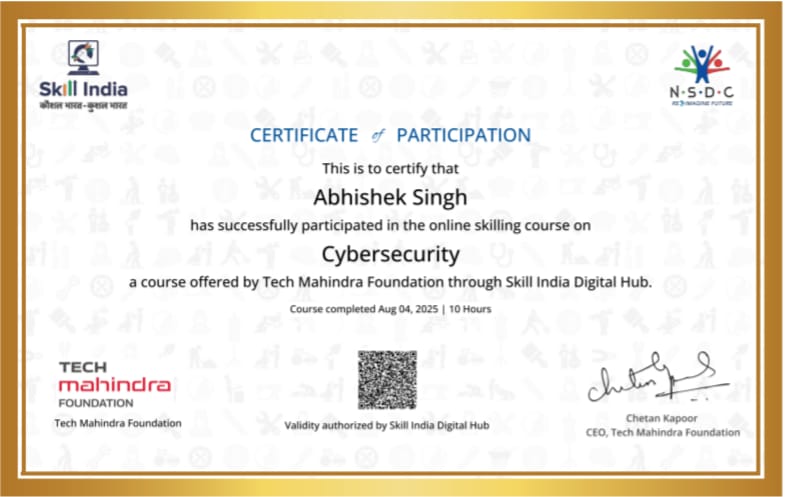 Skill India
कौशल भारत-कुशल भारत
N·S·D·C
RE-IMAGINE FUTURE
CERTIFICATE of PARTICIPATION
This is to certify that
Abhishek Singh
has successfully participated in the online skilling course on
Cybersecurity
a course offered by Tech Mahindra Foundation through Skill India Digital Hub.
Course completed Aug 04, 2025 | 10 Hours
TECH
mahindra
FOUNDATION
Tech Mahindra Foundation
Validity authorized by Skill India Digital Hub
Chetan Kapoor
CEO, Tech Mahindra Foundation